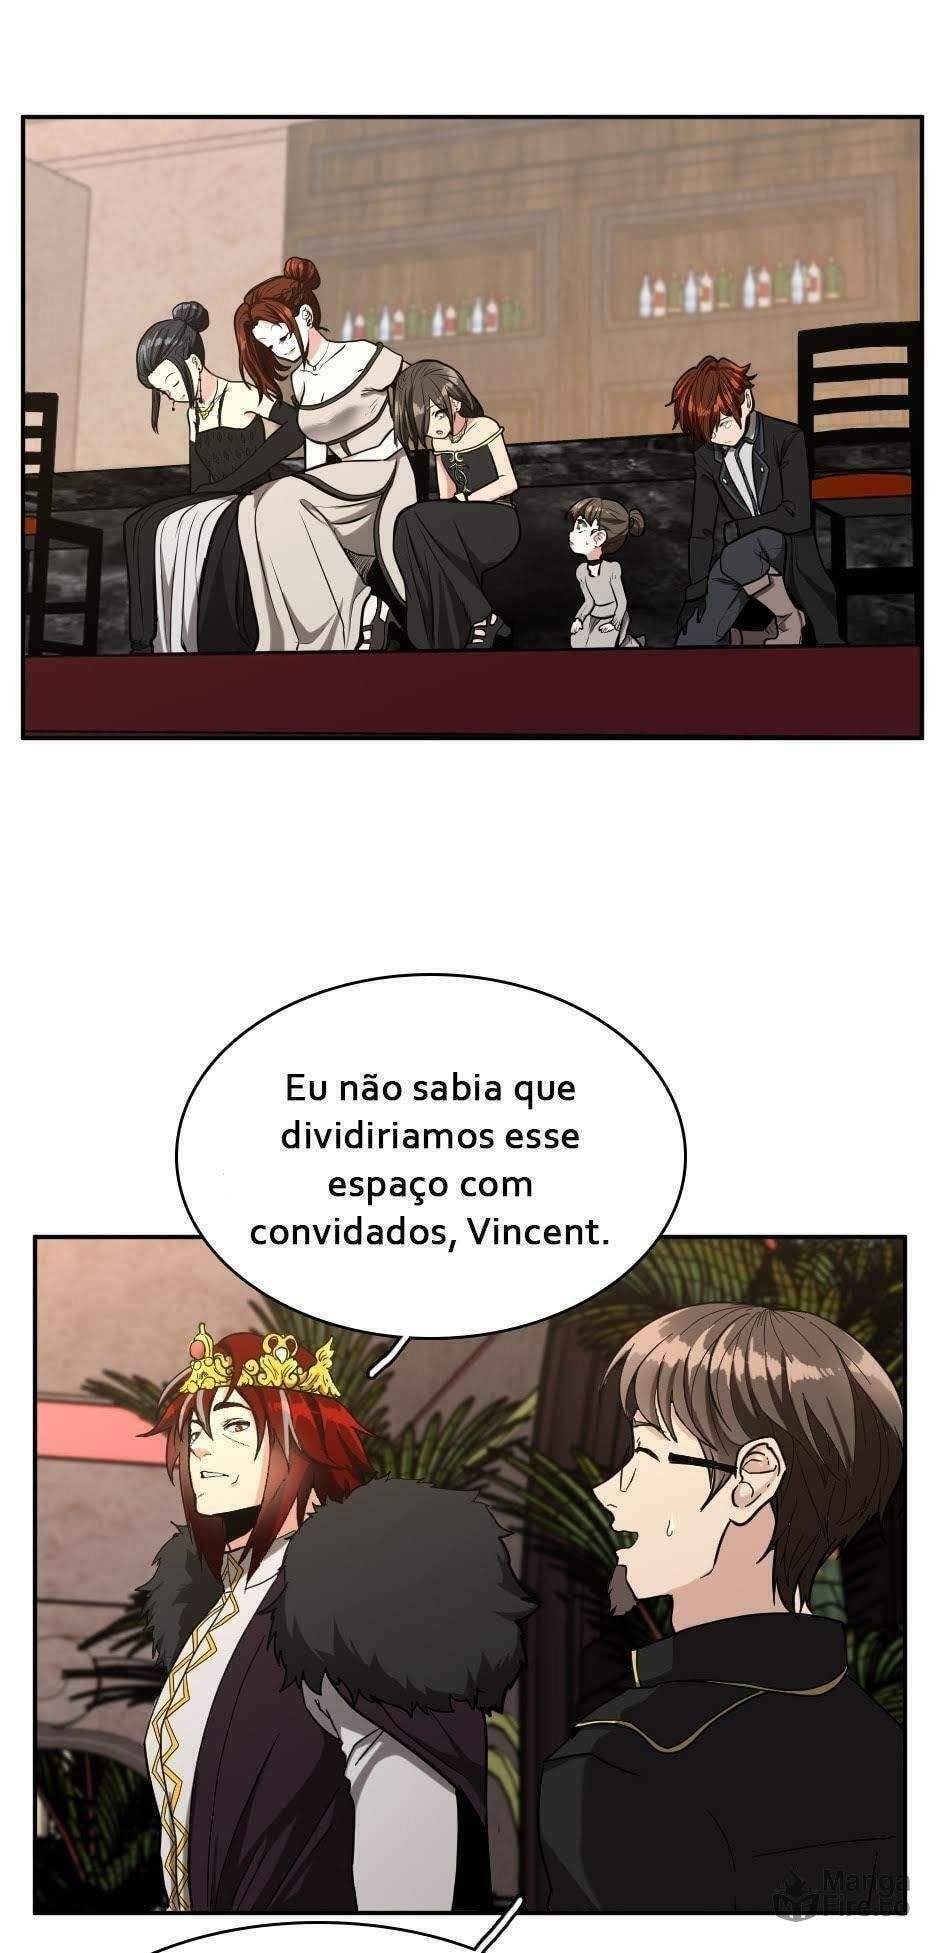 Eu não sabia que
dividiriamos esse
espaço com
convidados, Vincent.
Manga
Fire.to